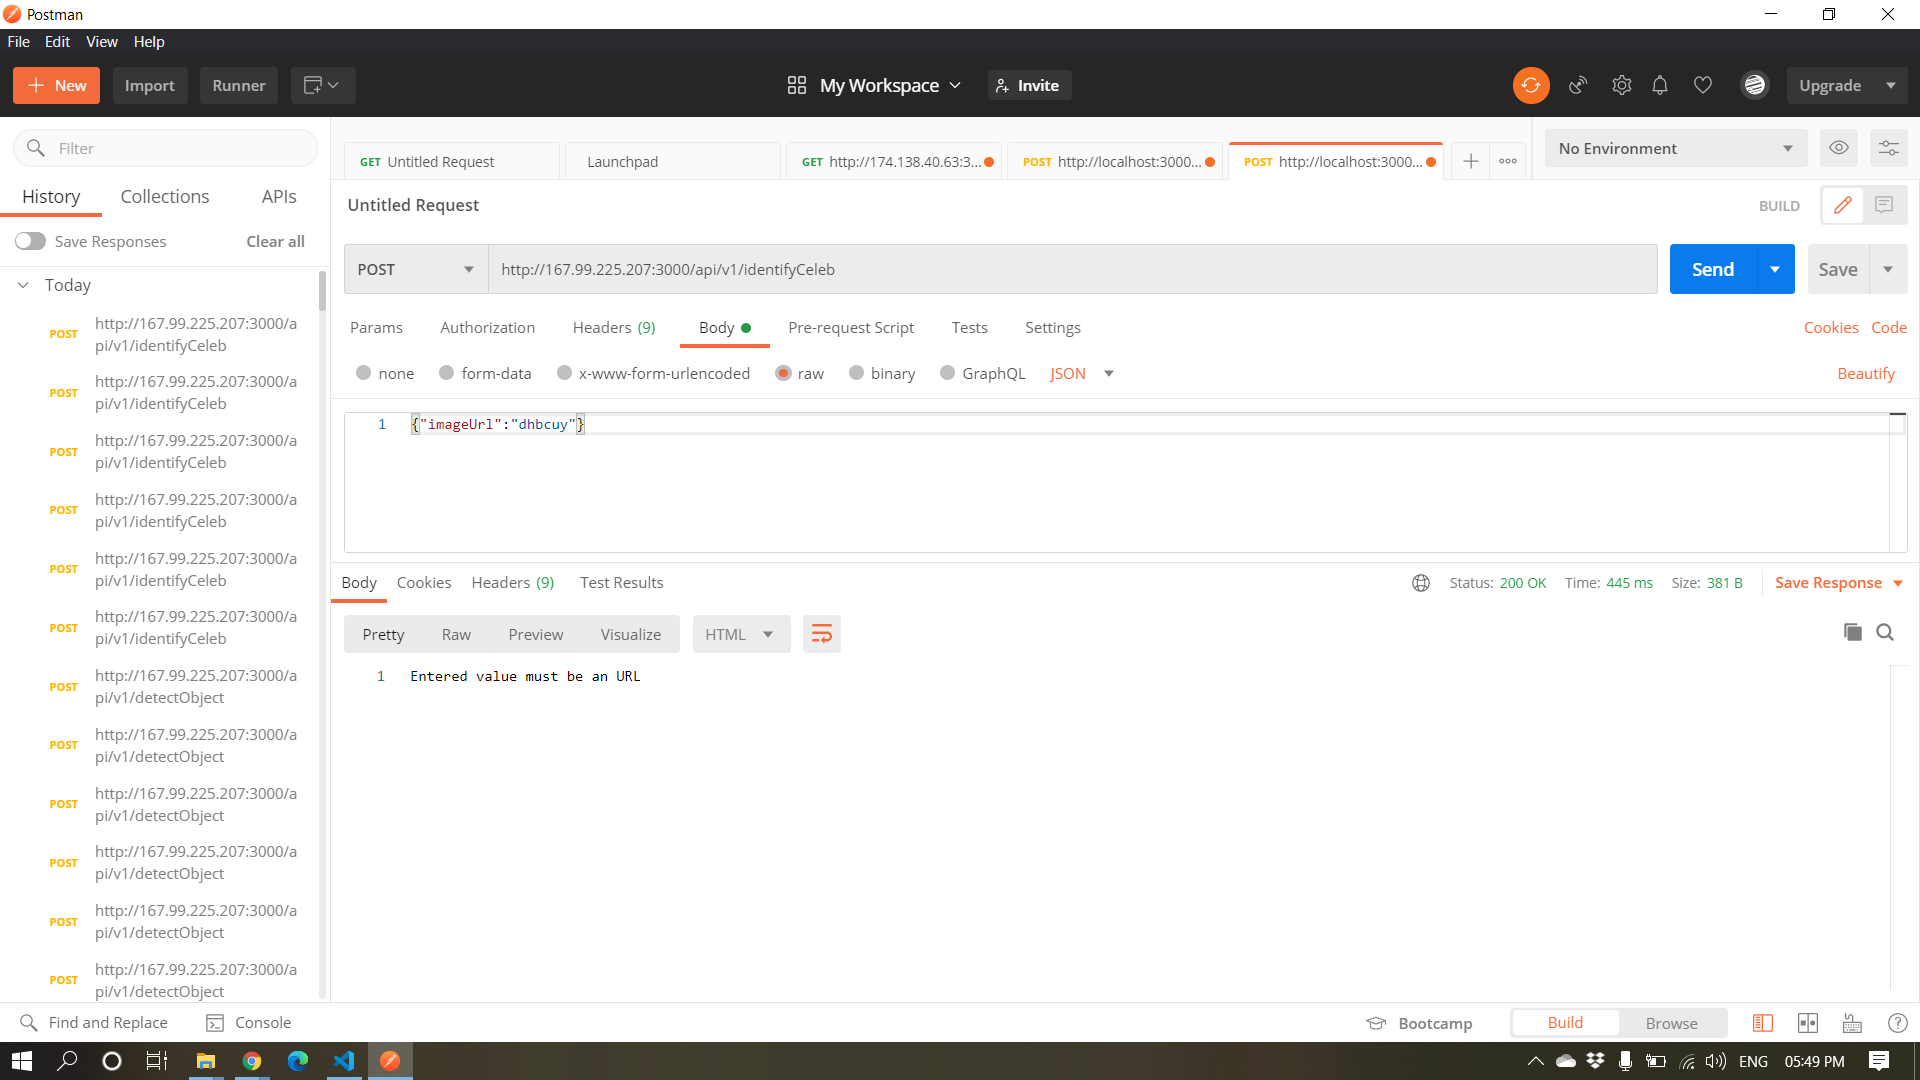 Postman
File Edit View Help
New Import Runner My Workspace Invite Upgrade
Filter
History Collections APIs
Save Responses Clear all
Today
POST http://167.99.225.207:3000/a
pi/v1/identifyCeleb
POST http://167.99.225.207:3000/a
pi/v1/identifyCeleb
POST http://167.99.225.207:3000/a
pi/v1/identifyCeleb
POST http://167.99.225.207:3000/a
pi/v1/identifyCeleb
POST http://167.99.225.207:3000/a
pi/v1/identifyCeleb
POST http://167.99.225.207:3000/a
pi/v1/identifyCeleb
POST http://167.99.225.207:3000/a
pi/v1/detectObject
POST http://167.99.225.207:3000/a
pi/v1/detectObject
POST http://167.99.225.207:3000/a
pi/v1/detectObject
POST http://167.99.225.207:3000/a
pi/v1/detectObject
POST http://167.99.225.207:3000/a
pi/v1/detectObject
POST http://167.99.225.207:3000/a
pi/v1/detectObject
GET Untitled Request Launchpad GET http://174.138.40.63:3... POST http://localhost:3000... POST http://localhost:3000... No Environment
Untitled Request BUILD
POST http://167.99.225.207:3000/api/v1/identifyCeleb Send Save
Params Authorization Headers (9) Body Pre-request Script Tests Settings Cookies Code
none form-data x-www-form-urlencoded raw binary GraphQL JSON Beautify
1 {"imageUrl":"dhbcuy"}
Body Cookies Headers (9) Test Results Status: 200 OK Time: 445 ms Size: 381 B Save Response
Pretty Raw Preview Visualize HTML
1 Entered value must be an URL
Find and Replace Console Bootcamp Build Browse
ENG 05:49 PM